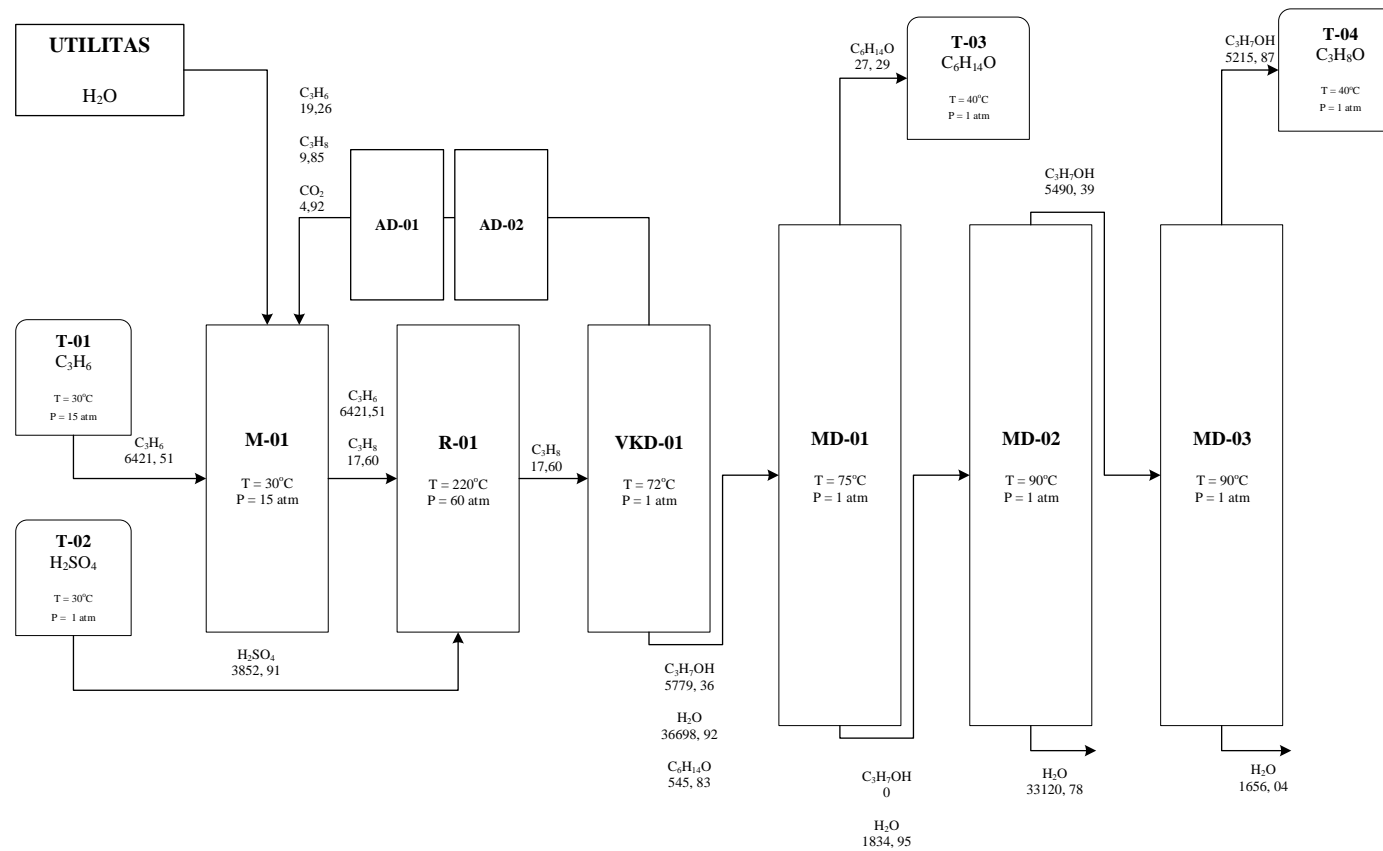 UTILITAS
H₂O
C₃H₆
19,26
C₃H₈
9,85
CO₂
4,92
AD-01
AD-02
C₆H₁₄O
27, 29
T-03
C₆H₁₄O
T = 40°C
P = 1 atm
C₃H₇OH
5215, 87
T-04
C₃H₈O
T = 40°C
P = 1 atm
C₃H₇OH
5490, 39
T-01
C₃H₆
T = 30°C
P = 15 atm
C₃H₆
6421, 51
M-01
T = 30°C
P = 15 atm
C₃H₆
6421,51
C₃H₈
17,60
R-01
T = 220°C
P = 60 atm
C₃H₈
17,60
VKD-01
T = 72°C
P = 1 atm
MD-01
T = 75°C
P = 1 atm
MD-02
T = 90°C
P = 1 atm
MD-03
T = 90°C
P = 1 atm
T-02
H₂SO₄
T = 30°C
P = 1 atm
H₂SO₄
3852, 91
C₃H₇OH
5779, 36
H₂O
36698, 92
C₆H₁₄O
545, 83
C₃H₇OH
0
H₂O
1834, 95
H₂O
33120, 78
H₂O
1656, 04